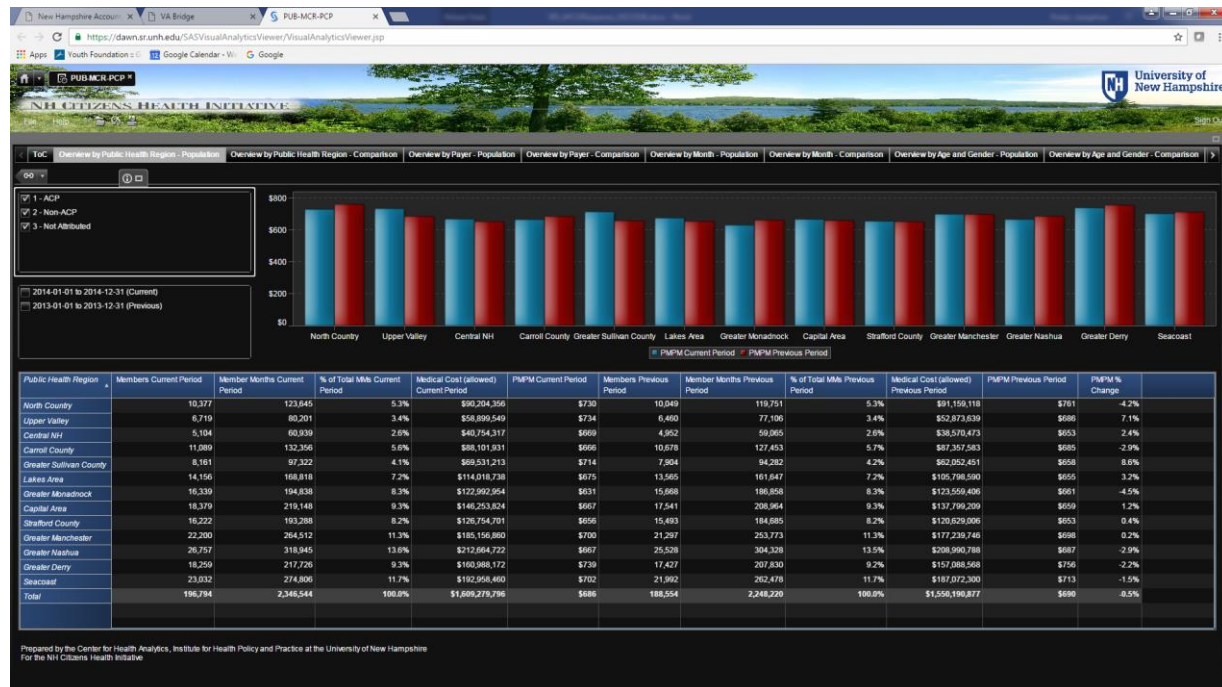 New Hampshire Accoun
VA Bridge
PUB-MCR-PCP
https://dawn.sr.unh.edu/SASVisualAnalyticsViewer/VisualAnalyticsViewer.jsp
Apps Youth Foundation Google Calendar - W Google
PUB-MCR-PCP
University of
New Hampshire
NH CITIZENS HEALTH INITIATIVE
File Help
Sign Ou
ToC Overview by Public Health Region - Population Overview by Public Health Region - Comparison Overview by Payer - Population Overview by Payer - Comparison Overview by Month - Population Overview by Month - Comparison Overview by Age and Gender - Population Overview by Age and Gender - Comparison
1 - ACP
2 - Non-ACP
3 - Not Attributed
2014-01-01 to 2014-12-31 (Current)
2013-01-01 to 2013-12-31 (Previous)
$800
$600
$400
$200
$0
North Country Upper Valley Central NH Carroll County Greater Sullivan County Lakes Area Greater Monadnock Capital Area Strafford County Greater Manchester Greater Nashua Greater Derry Seacoast
PMPM Current Period PMPM Previous Period
Public Health Region Members Current Period Member Months Current Period % of Total MMs Current Period Medical Cost (allowed) Current Period PMPM Current Period Members Previous Period Member Months Previous Period % of Total MMs Previous Period Medical Cost (allowed) Previous Period PMPM Previous Period PMPM % Change
North Country 10,377 123,645 5.3% $90,204,356 $730 10,049 119,751 5.3% $91,159,118 $761 -4.2%
Upper Valley 6,719 80,201 3.4% $58,899,549 $734 6,460 77,106 3.4% $52,873,639 $686 7.1%
Central NH 5,104 60,939 2.6% $40,754,317 $669 4,952 59,065 2.6% $38,570,473 $653 2.4%
Carroll County 11,089 132,356 5.6% $88,101,931 $666 10,678 127,453 5.7% $87,357,583 $685 -2.9%
Greater Sullivan County 8,161 97,322 4.1% $69,531,213 $714 7,904 94,282 4.2% $62,052,451 $658 8.6%
Lakes Area 14,156 168,818 7.2% $114,018,738 $675 13,565 161,647 7.2% $105,798,590 $655 3.2%
Greater Monadnock 16,339 194,838 8.3% $122,992,954 $631 15,668 186,858 8.3% $123,559,406 $661 -4.5%
Capital Area 18,379 219,148 9.3% $146,253,824 $667 17,541 208,964 9.3% $137,799,209 $659 1.2%
Strafford County 16,222 193,288 8.2% $126,754,701 $656 15,493 184,685 8.2% $120,629,006 $653 0.4%
Greater Manchester 22,200 264,512 11.3% $185,156,860 $700 21,297 253,773 11.3% $177,239,746 $698 0.2%
Greater Nashua 26,757 318,945 13.6% $212,664,722 $667 25,528 304,328 13.5% $208,990,788 $687 -2.9%
Greater Derry 18,259 217,726 9.3% $160,988,172 $739 17,427 207,830 9.2% $157,088,568 $756 -2.2%
Seacoast 23,032 274,806 11.7% $192,958,460 $702 21,992 262,478 11.7% $187,072,300 $713 -1.5%
Total 196,794 2,346,544 100.0% $1,609,279,796 $686 188,554 2,248,220 100.0% $1,550,190,877 $690 -0.5%
Prepared by the Center for Health Analytics, Institute for Health Policy and Practice at the University of New Hampshire
For the NH Citizens Health Initiative